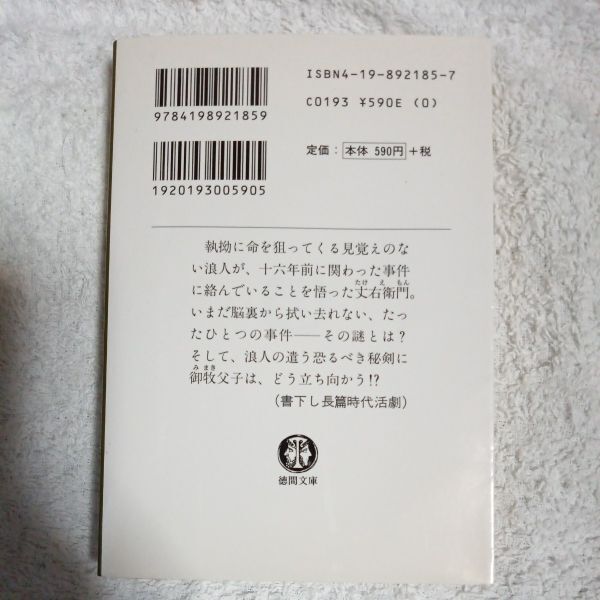 ISBN4-19-892185-7
C0193 ¥590E (0)
9784198921859
定価：本体 590円＋税
1920193005905
執拗に命を狙ってくる見覚えのな
い浪人が、十六年前に関わった事件
に絡んでいることを悟った丈右衛門。
いまだ脳裏から拭い去れない、たっ
たひとつの事件——その謎とは？
そして、浪人の遣う恐るべき秘剣に
御牧父子は、どう立ち向かう!?
（書下し長篇時代活劇）
徳間文庫